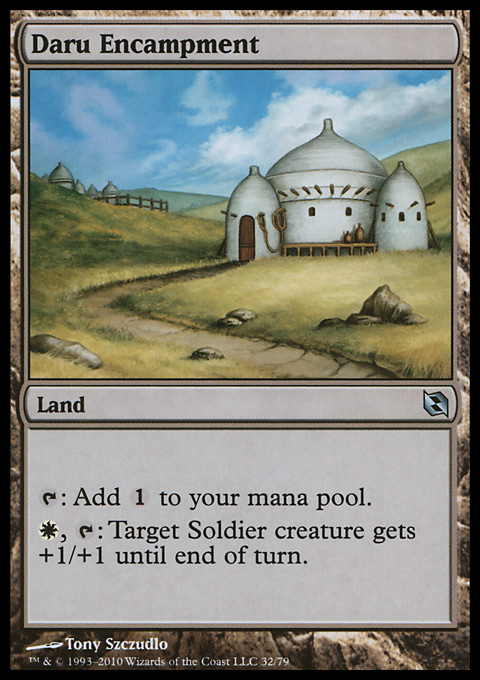 Daru Encampment
Land
: Add 1 to your mana pool.
, : Target Soldier creature gets
+1/+1 until end of turn.
Tony Szczudlo
™ & © 1993–2010 Wizards of the Coast LLC 32/79